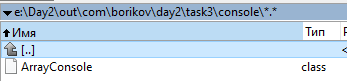 e:\Day2\out\com\borikov\day2\task3\console\*.*
Имя Тип
[..]
ArrayConsole class